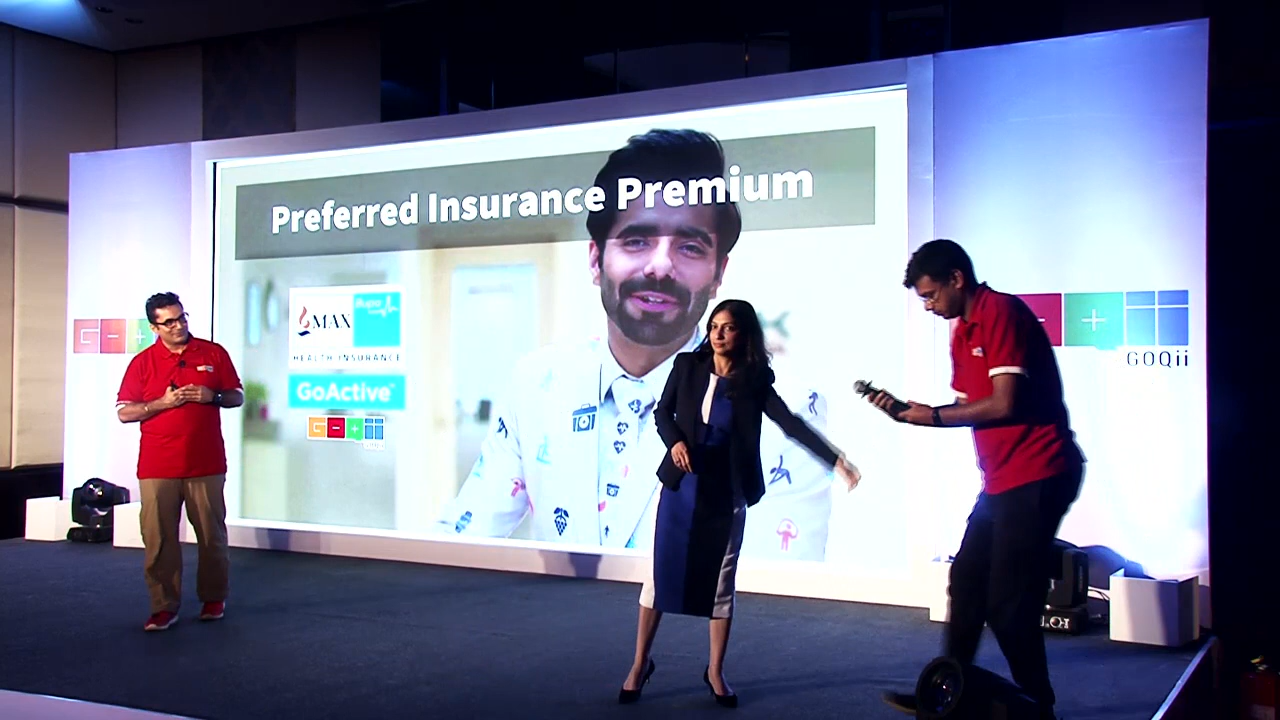 Preferred Insurance Premium
MAX
HEALTH INSURANCE
GoActive
GOQii